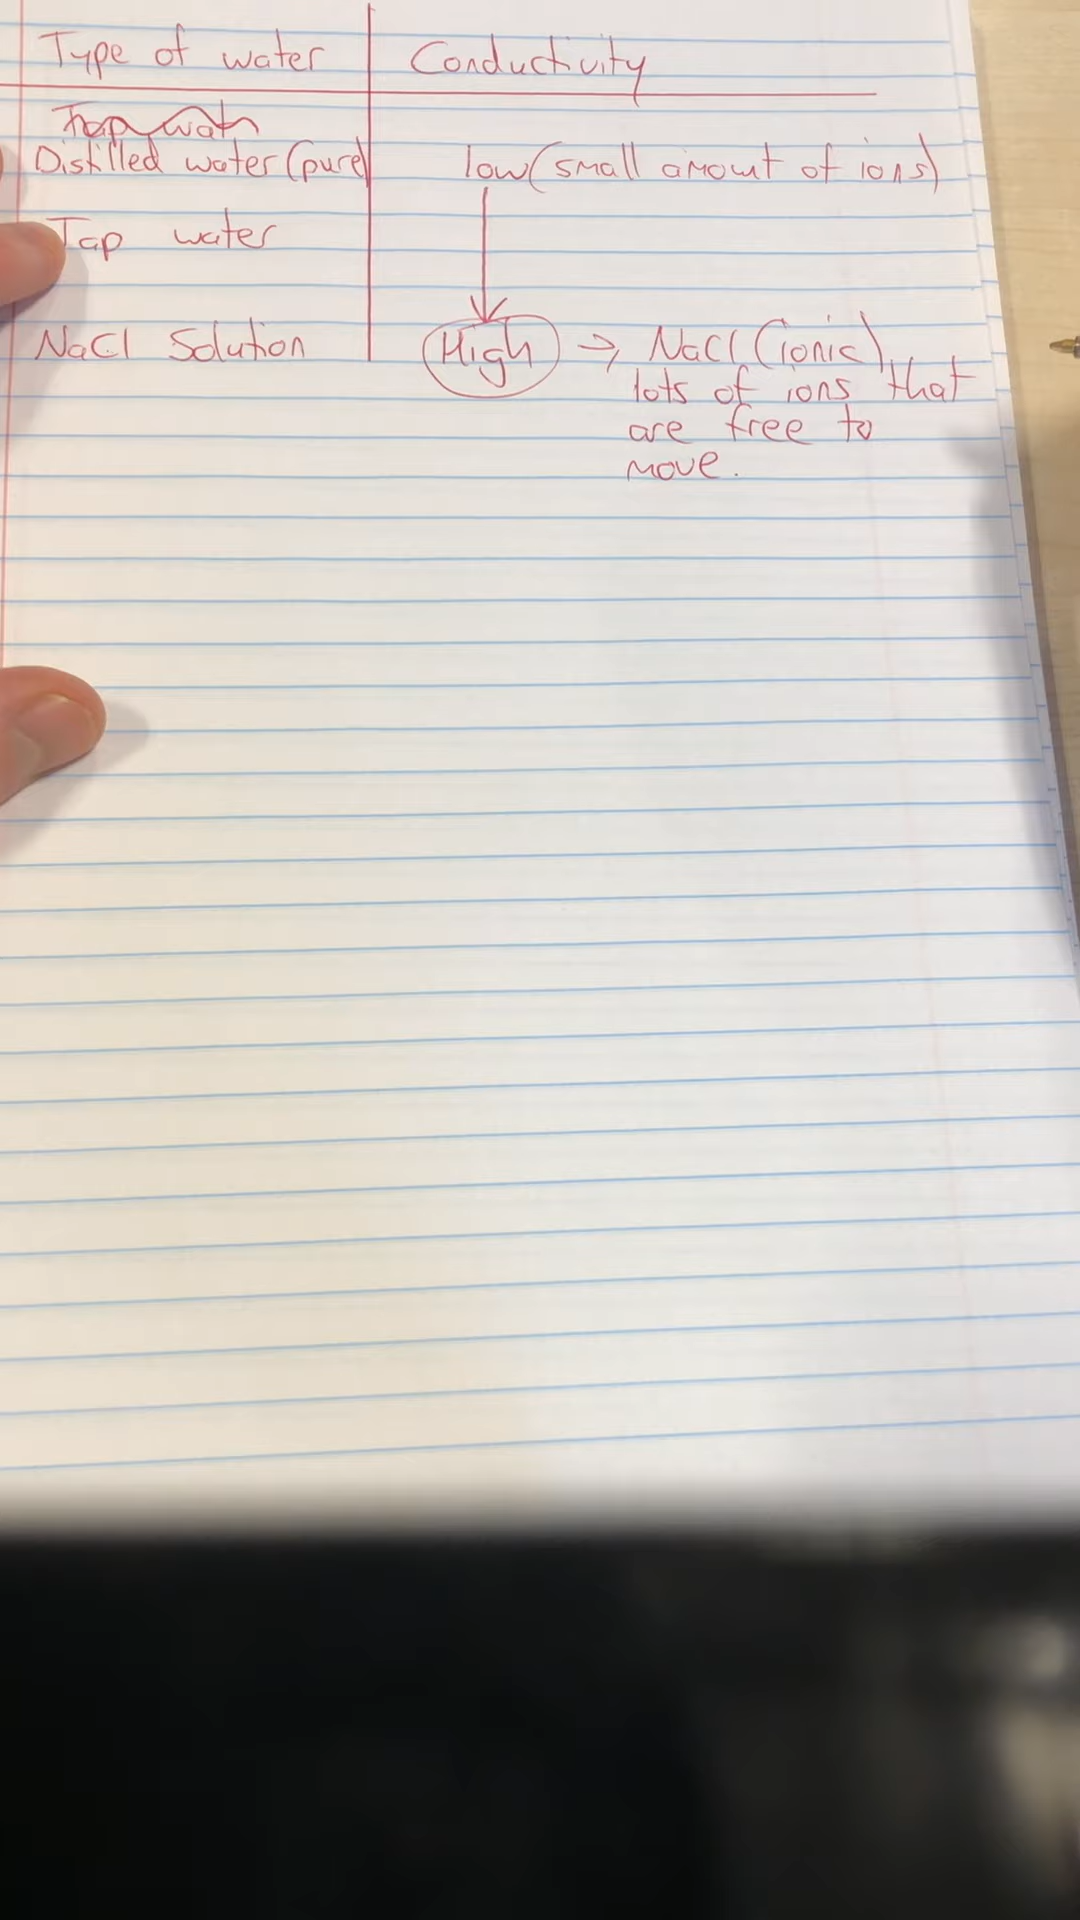 Type of water Conductivity
Tap wat
Distilled water (pure) low (small amount of ions)
Tap water
NaCl Solution High → NaCl (ionic),
lots of ions that
are free to
move.